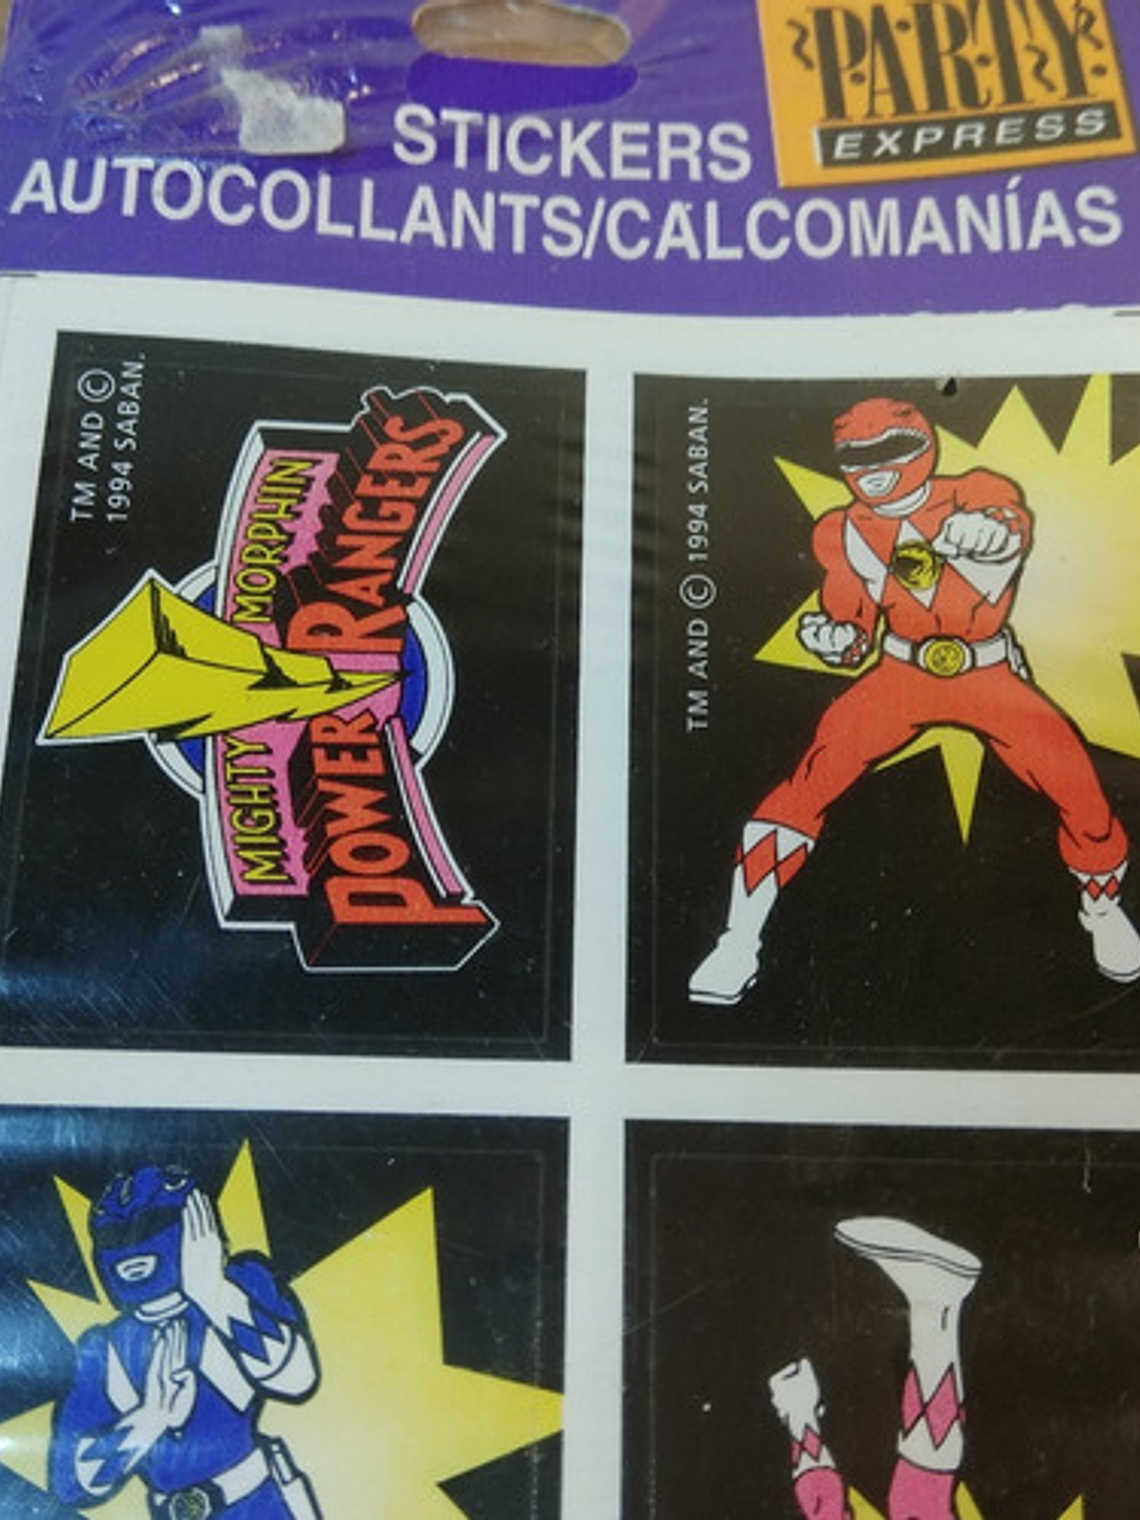 PARTY
EXPRESS
STICKERS
AUTOCOLLANTS/CALCOMANÍAS
TM AND ©
1994 SABAN.
MIGHTY MORPHIN
POWER RANGERS
TM AND © 1994 SABAN.